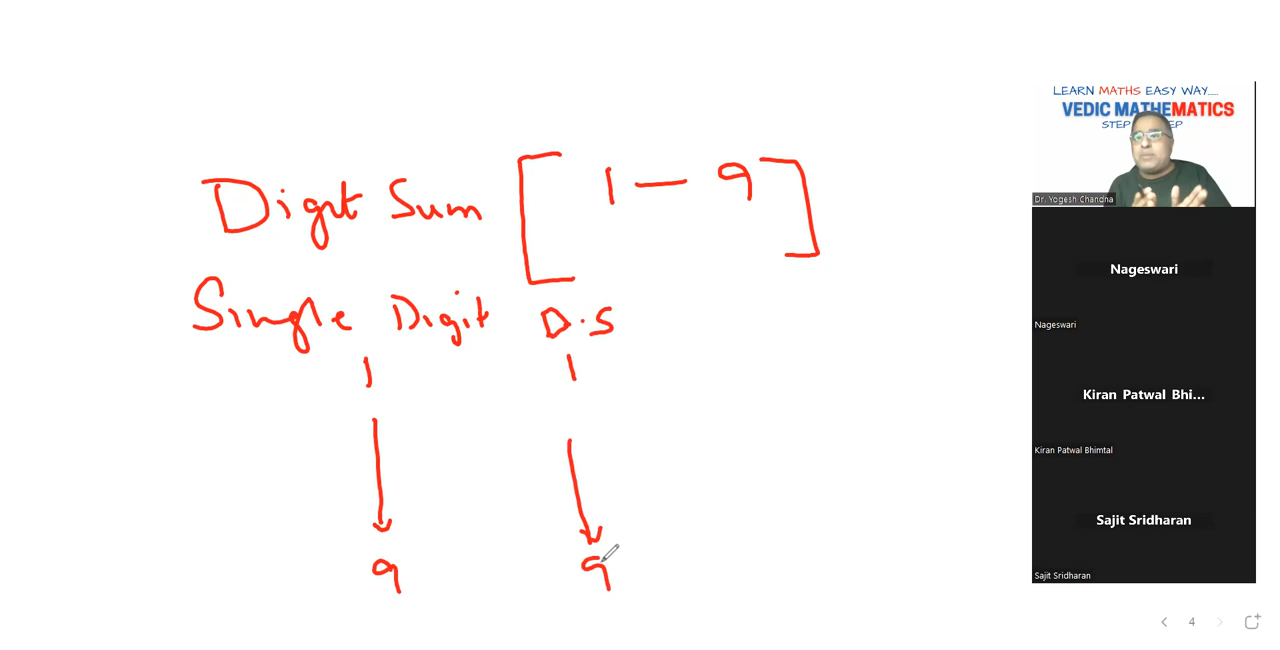 Digit Sum [ 1 — 9 ]
Single Digit D.S
1 1
9 9
LEARN MATHS EASY WAY.....
VEDIC MATHEMATICS
Dr. Yogesh Chandha
Nageswari
Nageswari
Kiran Patwal Bhi...
Kiran Patwal Bhimtal
Sajit Sridharan
Sajit Sridharan
4